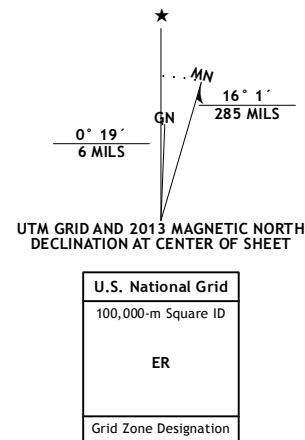 MN
GN
0° 19´
6 MILS
16° 1´
285 MILS
UTM GRID AND 2013 MAGNETIC NORTH
DECLINATION AT CENTER OF SHEET
U.S. National Grid
100,000-m Square ID
ER
Grid Zone Designation